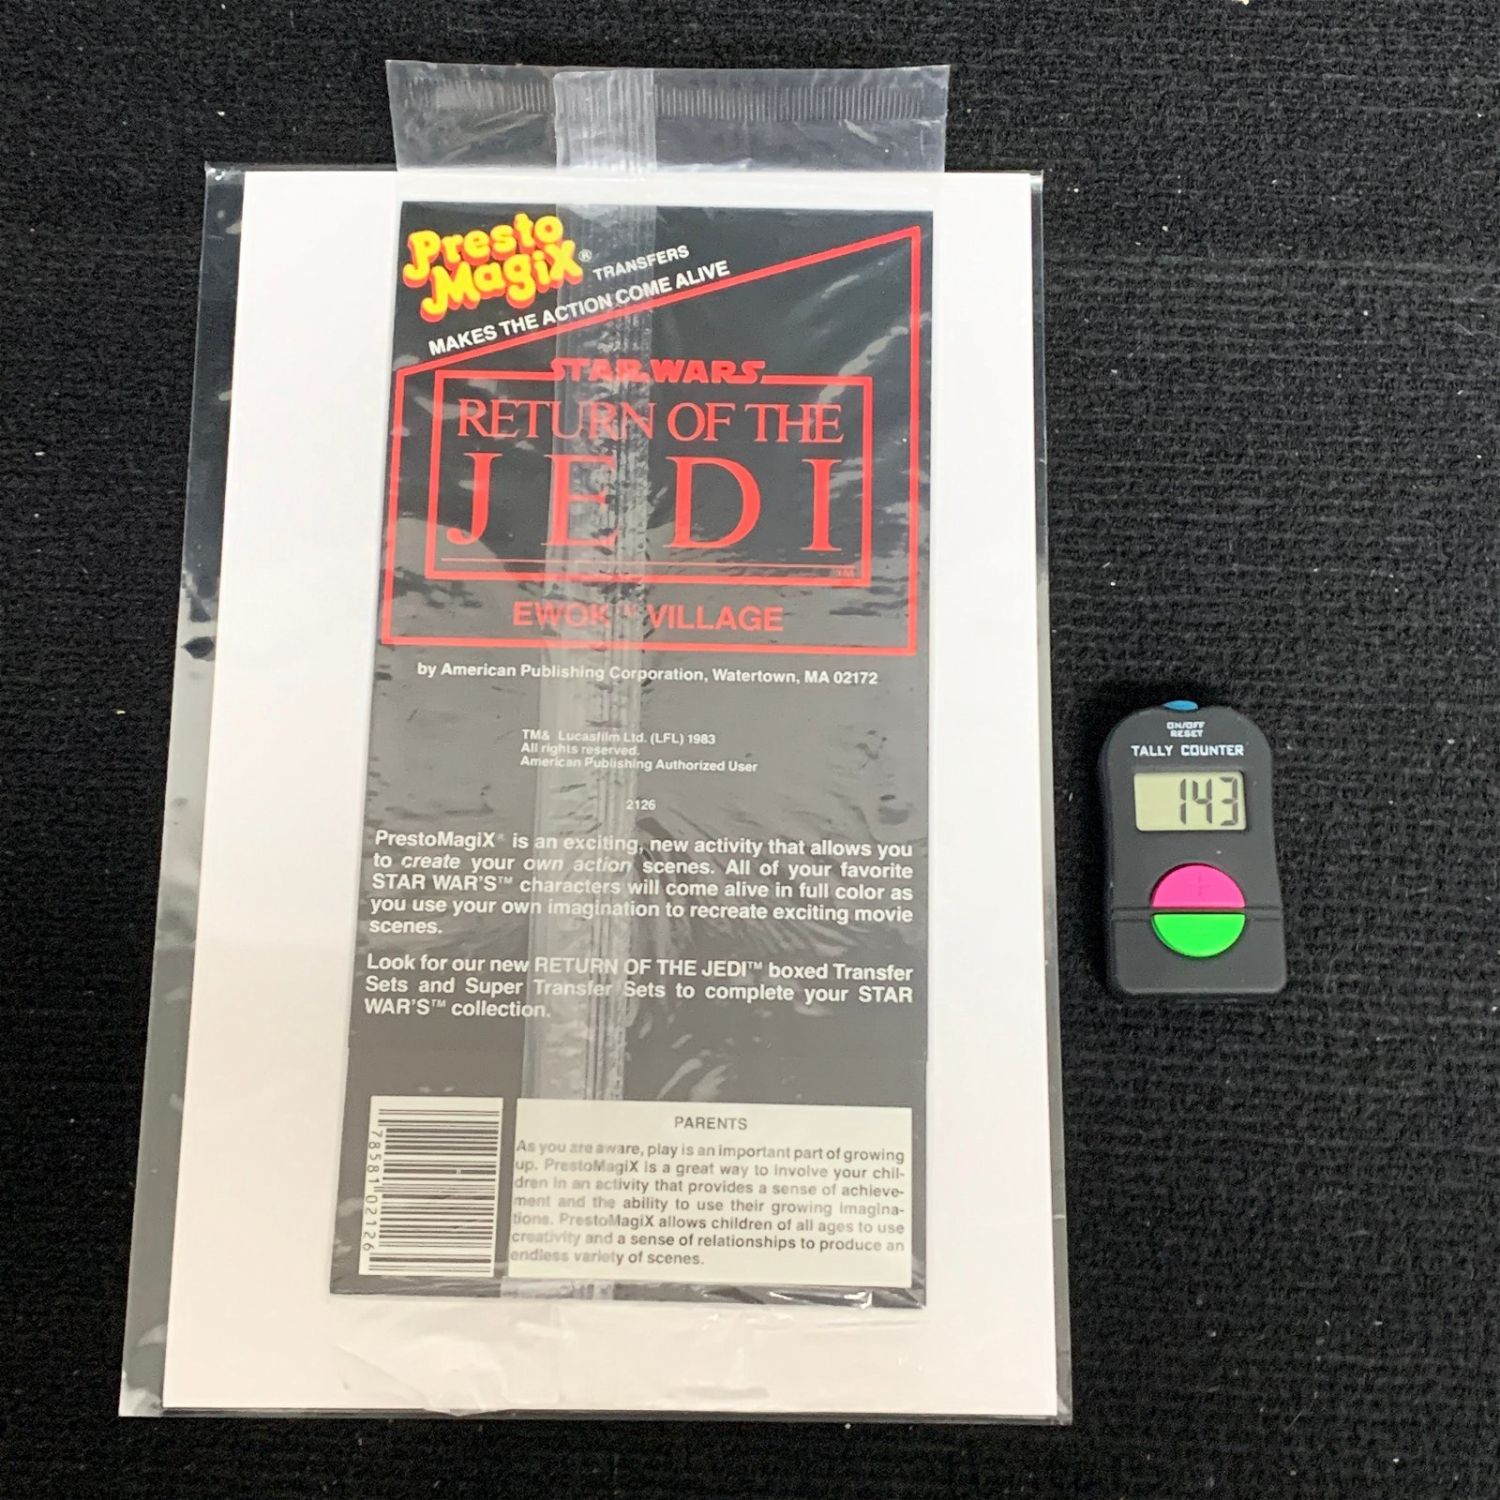 Presto
MagiX® TRANSFERS
MAKES THE ACTION COME ALIVE
STAR WARS
RETURN OF THE
JEDI
TM
EWOK™ VILLAGE
by American Publishing Corporation, Watertown, MA 02172
TM& Lucasfilm Ltd. (LFL) 1983
All rights reserved.
American Publishing Authorized User
2126
PrestoMagiX® is an exciting, new activity that allows you
to create your own action scenes. All of your favorite
STAR WAR'S™ characters will come alive in full color as
you use your own imagination to recreate exciting movie
scenes.
Look for our new RETURN OF THE JEDI™ boxed Transfer
Sets and Super Transfer Sets to complete your STAR
WAR'S™ collection.
7 85811 02126
PARENTS
As you are aware, play is an important part of growing
up. PrestoMagiX is a great way to involve your chil-
dren in an activity that provides a sense of achieve-
ment and the ability to use their growing imagina-
tions. PrestoMagiX allows children of all ages to use
creativity and a sense of relationships to produce an
endless variety of scenes.
ON/OFF
RESET
TALLY COUNTER
143
+